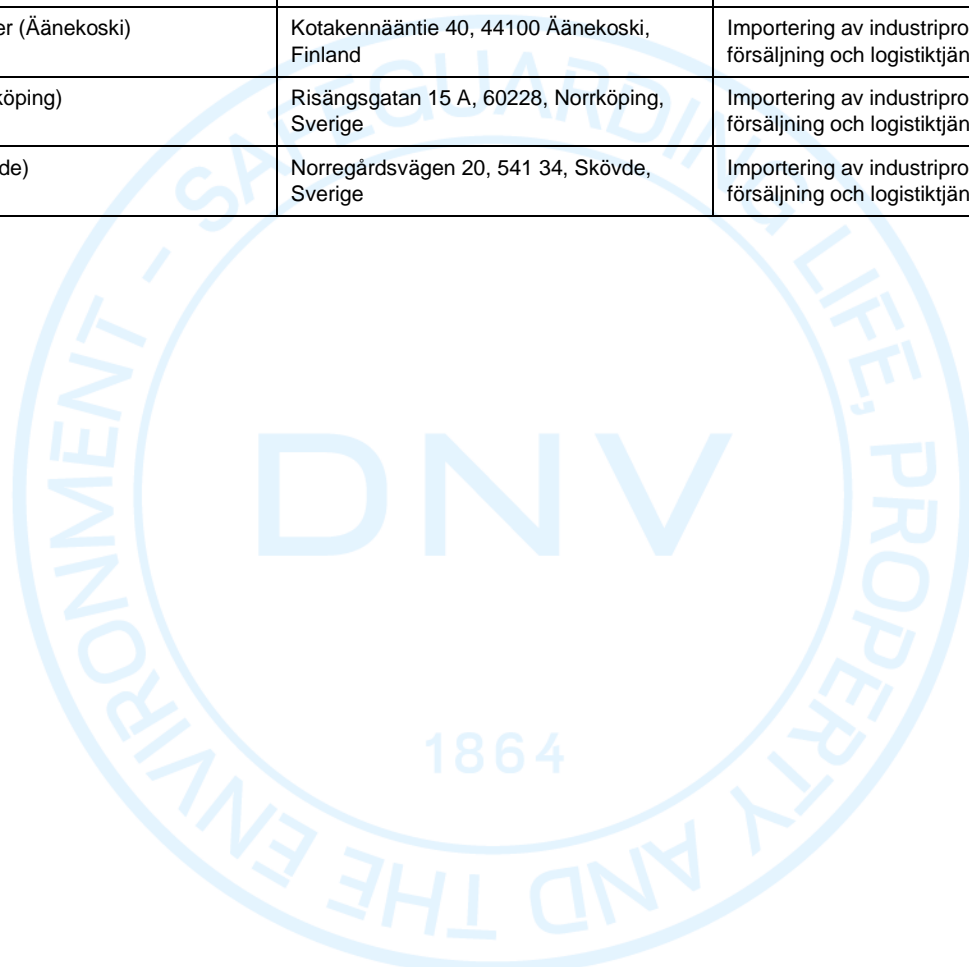 er (Äänekoski)
Kotakennääntie 40, 44100 Äänekoski,
Finland
Importering av industripro
försäljning och logistiktjän
köping)
Risängsgatan 15 A, 60228, Norrköping,
Sverige
Importering av industripro
försäljning och logistiktjän
de)
Norregårdsvägen 20, 541 34, Skövde,
Sverige
Importering av industripro
försäljning och logistiktjän
SAFEGUARDING LIFE, PROPERTY AND THE ENVIRONMENT -
DNV
1864